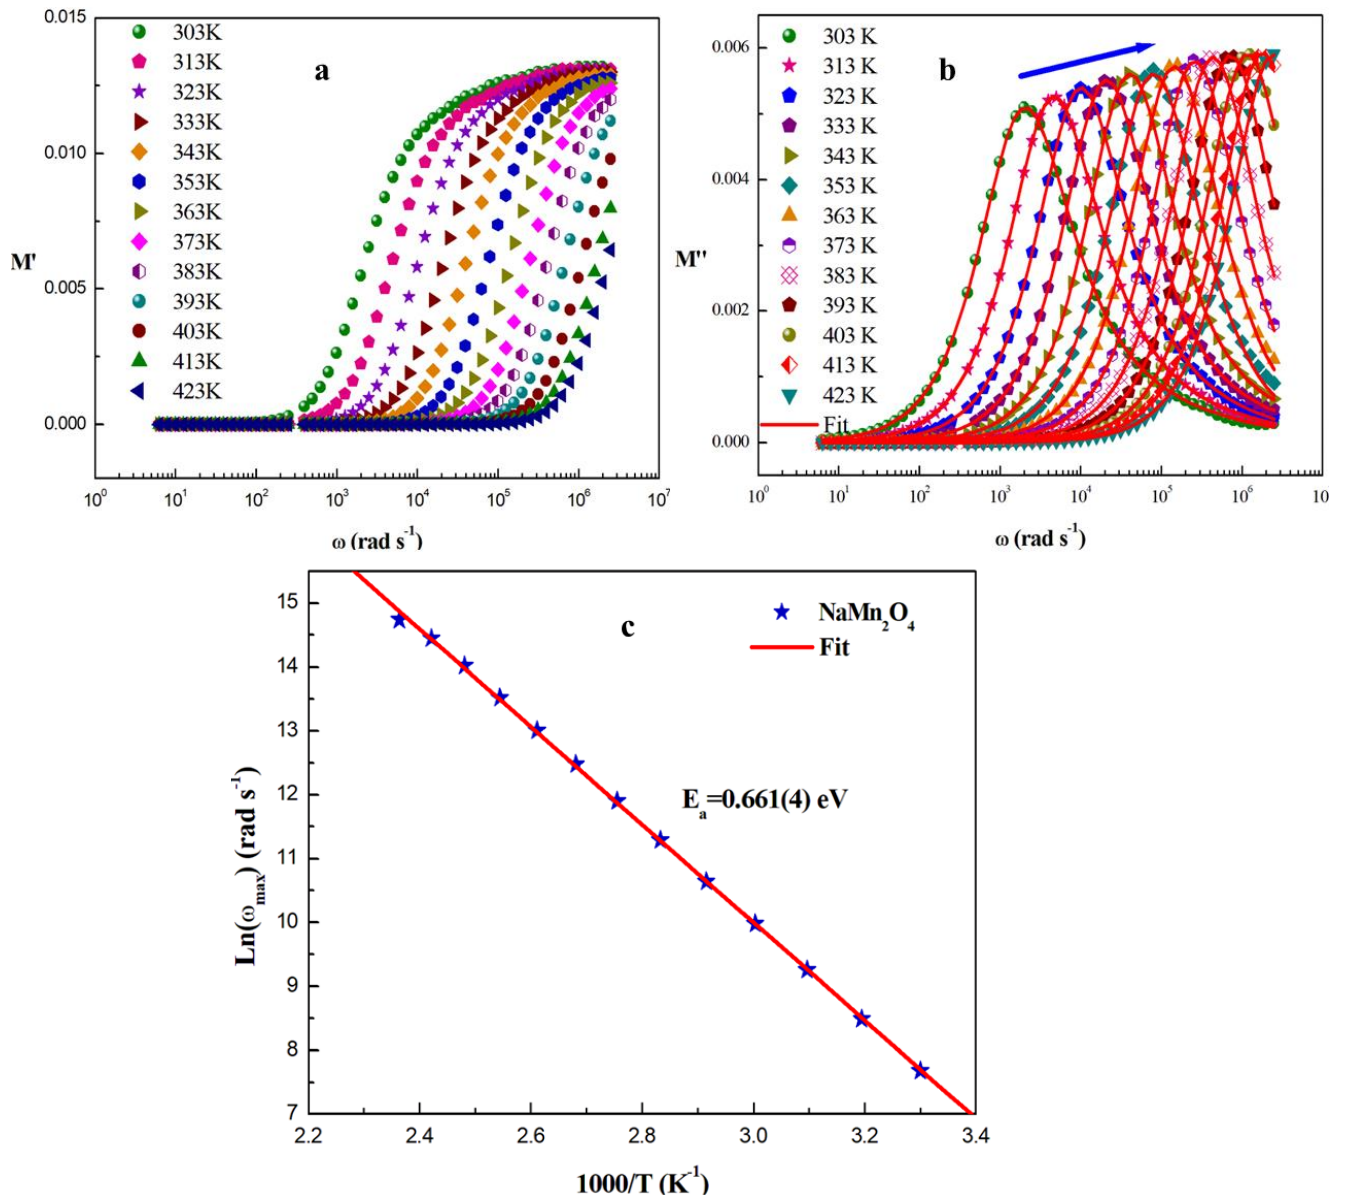 0.015
0.010
0.005
0.000
M'
a
303K
313K
323K
333K
343K
353K
363K
373K
383K
393K
403K
413K
423K
10⁰ 10¹ 10² 10³ 10⁴ 10⁵ 10⁶ 10⁷
ω (rad s⁻¹)
0.006
0.004
0.002
0.000
M''
b
303 K
313 K
323 K
333 K
343 K
353 K
363 K
373 K
383 K
393 K
403 K
413 K
423 K
Fit
10⁰ 10¹ 10² 10³ 10⁴ 10⁵ 10⁶ 10
ω (rad s⁻¹)
15
14
13
12
11
10
9
8
7
Ln(ωₘₐₓ) (rad s⁻¹)
c
NaMn₂O₄
Fit
Eₐ=0.661(4) eV
2.2 2.4 2.6 2.8 3.0 3.2 3.4
1000/T (K⁻¹)